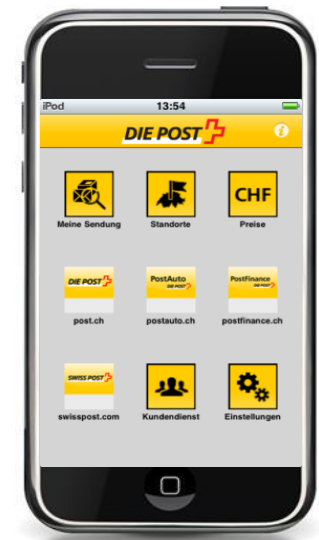 iPod 13:54
DIE POST
CHF
Meine Sendung Standorte Preise
DIE POST PostAuto PostFinance
DIE POST DIE POST
post.ch postauto.ch postfinance.ch
SWISS POST
swisspost.com Kundendienst Einstellungen